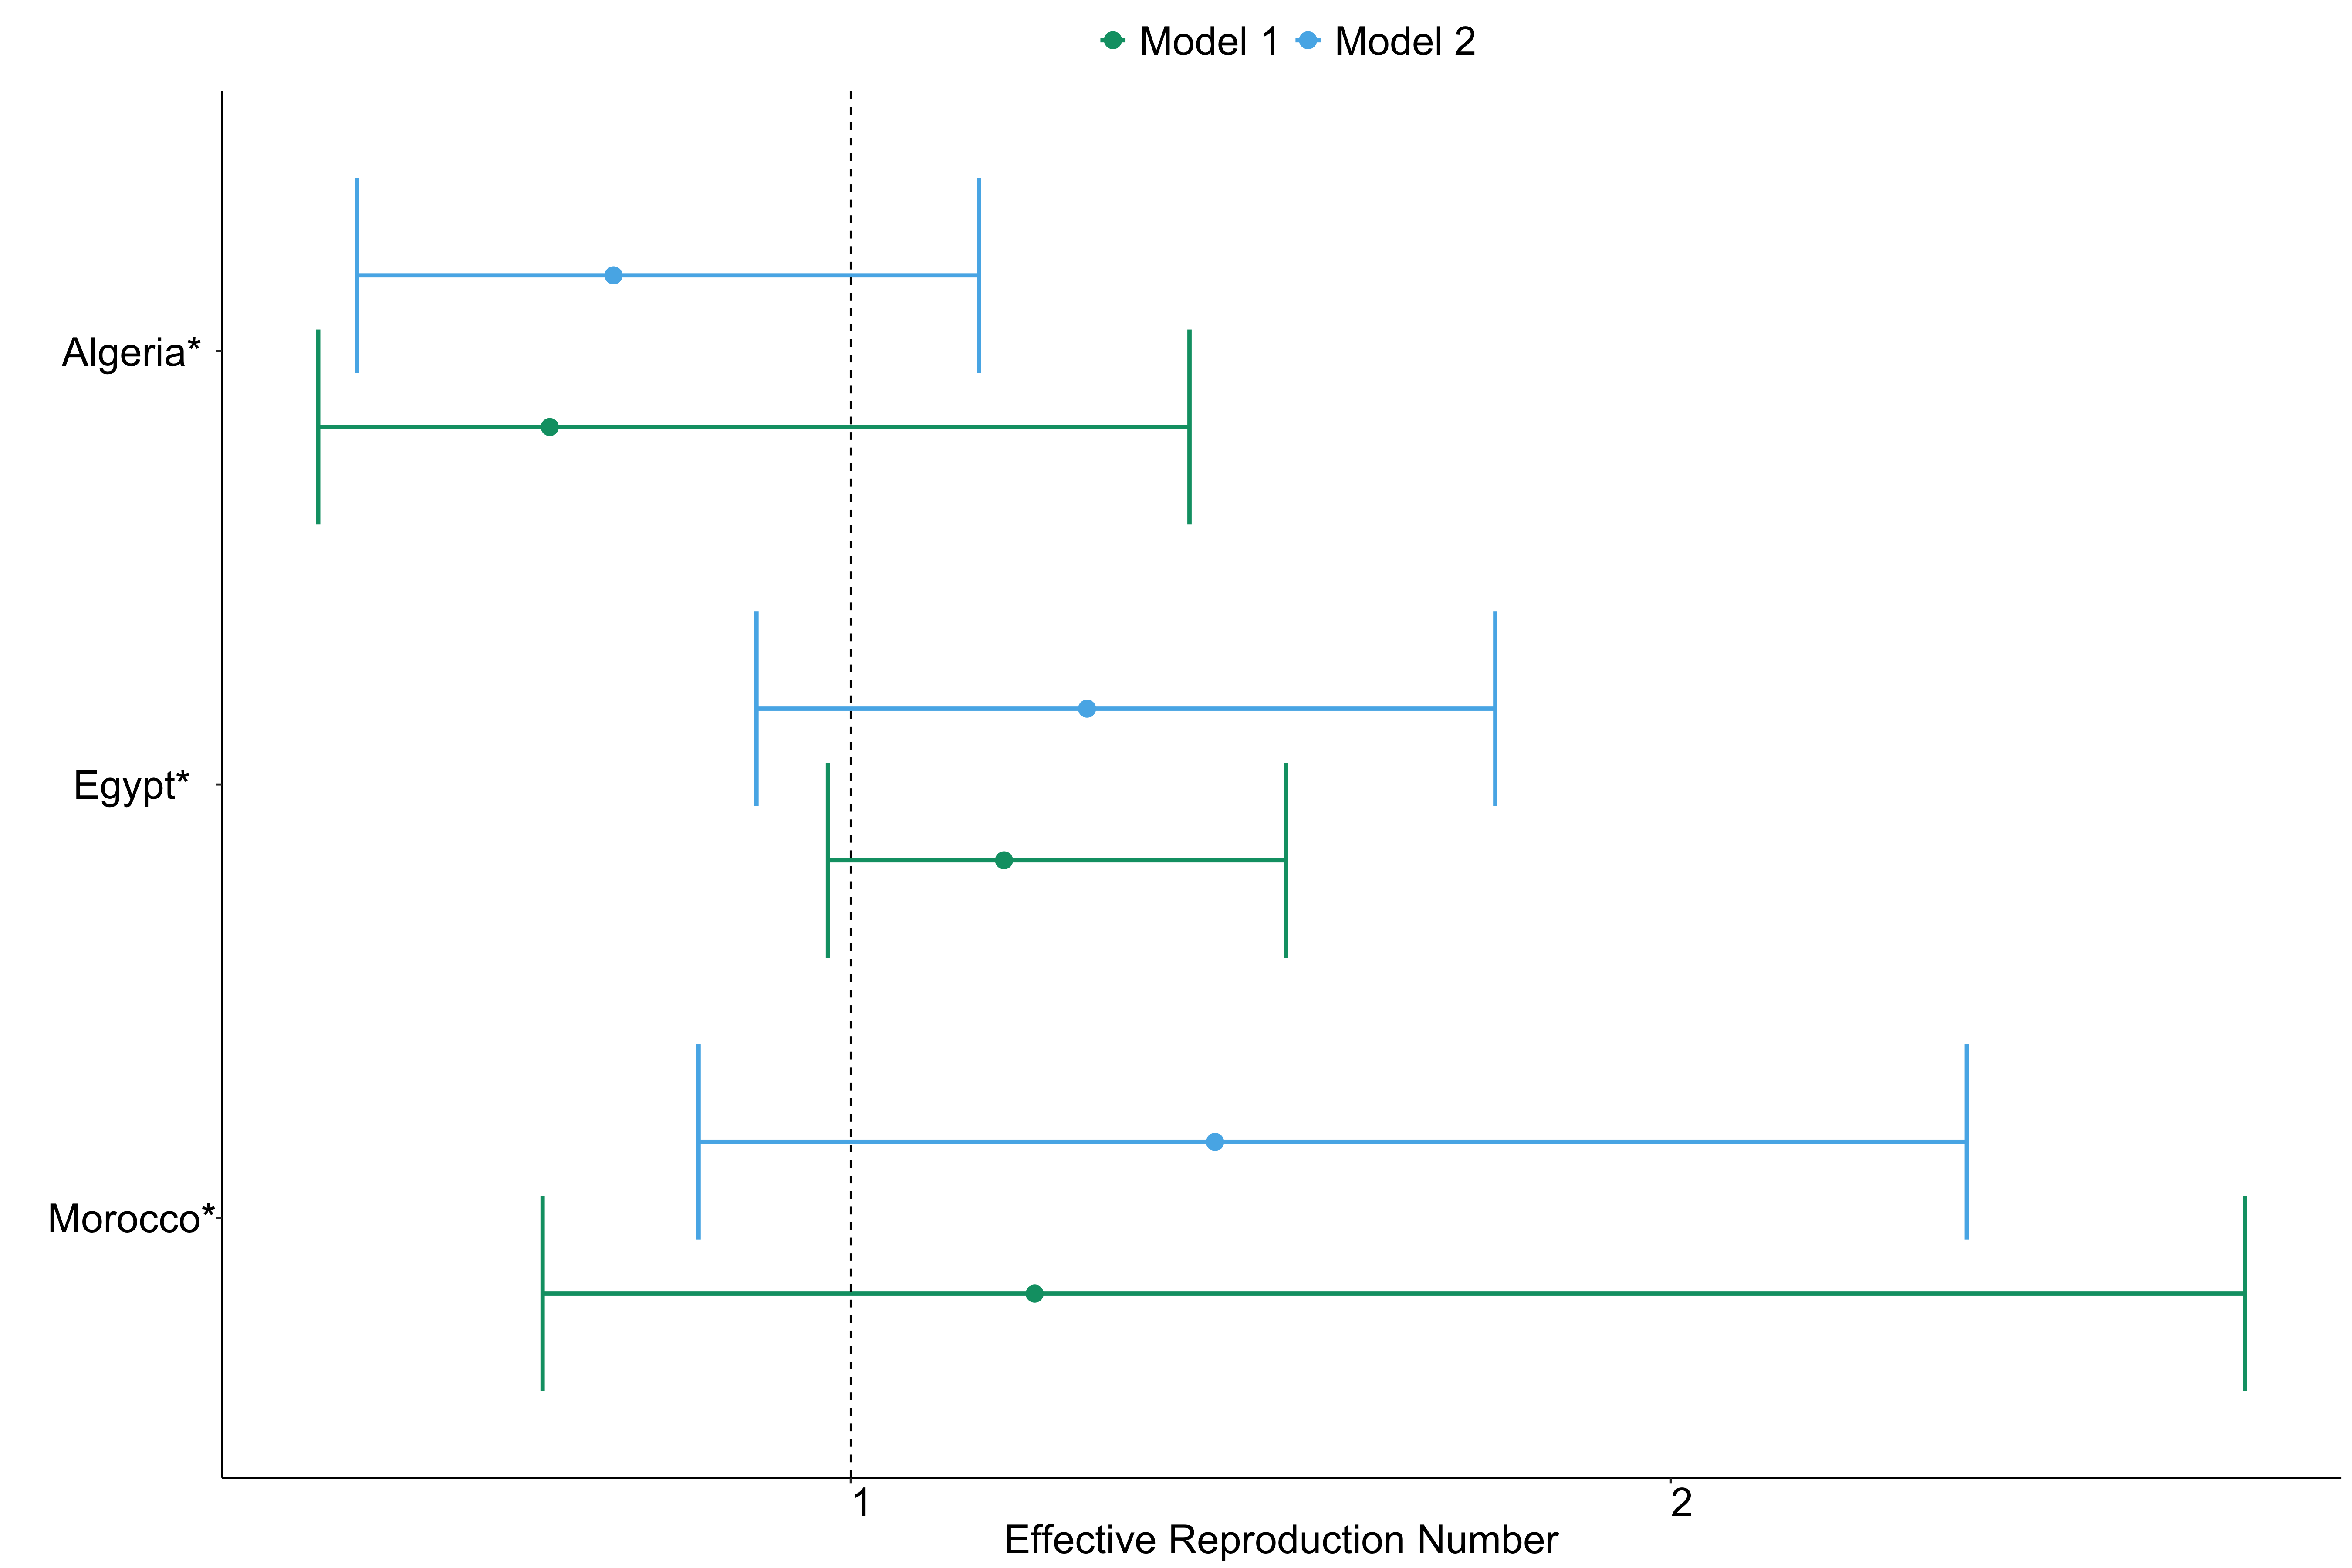 Model 1 Model 2
Algeria*
Egypt*
Morocco*
1 2
Effective Reproduction Number